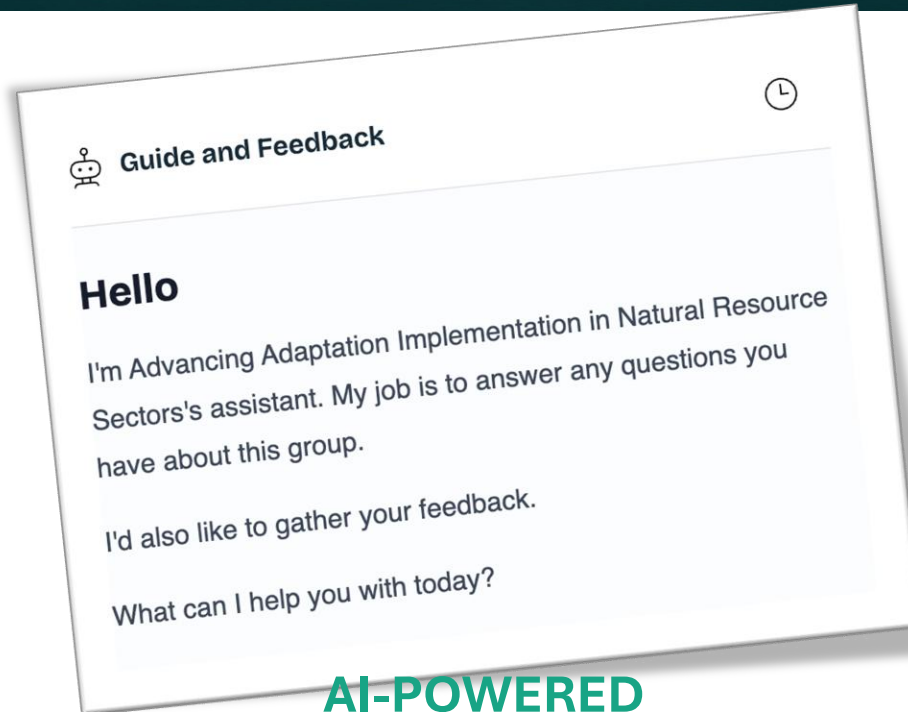 Guide and Feedback
Hello
I'm Advancing Adaptation Implementation in Natural Resource
Sectors's assistant. My job is to answer any questions you
have about this group.
I'd also like to gather your feedback.
What can I help you with today?
AI-POWERED